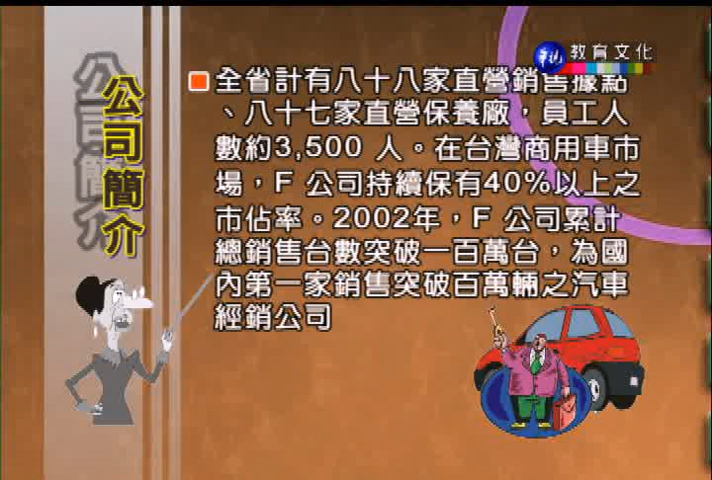 教育文化
公司簡介
全省計有八十八家直營銷售據點
、八十七家直營保養廠，員工人
數約3,500 人。在台灣商用車市
場，F 公司持續保有40%以上之
市佔率。2002年，F 公司累計
總銷售台數突破一百萬台，為國
內第一家銷售突破百萬輛之汽車
經銷公司